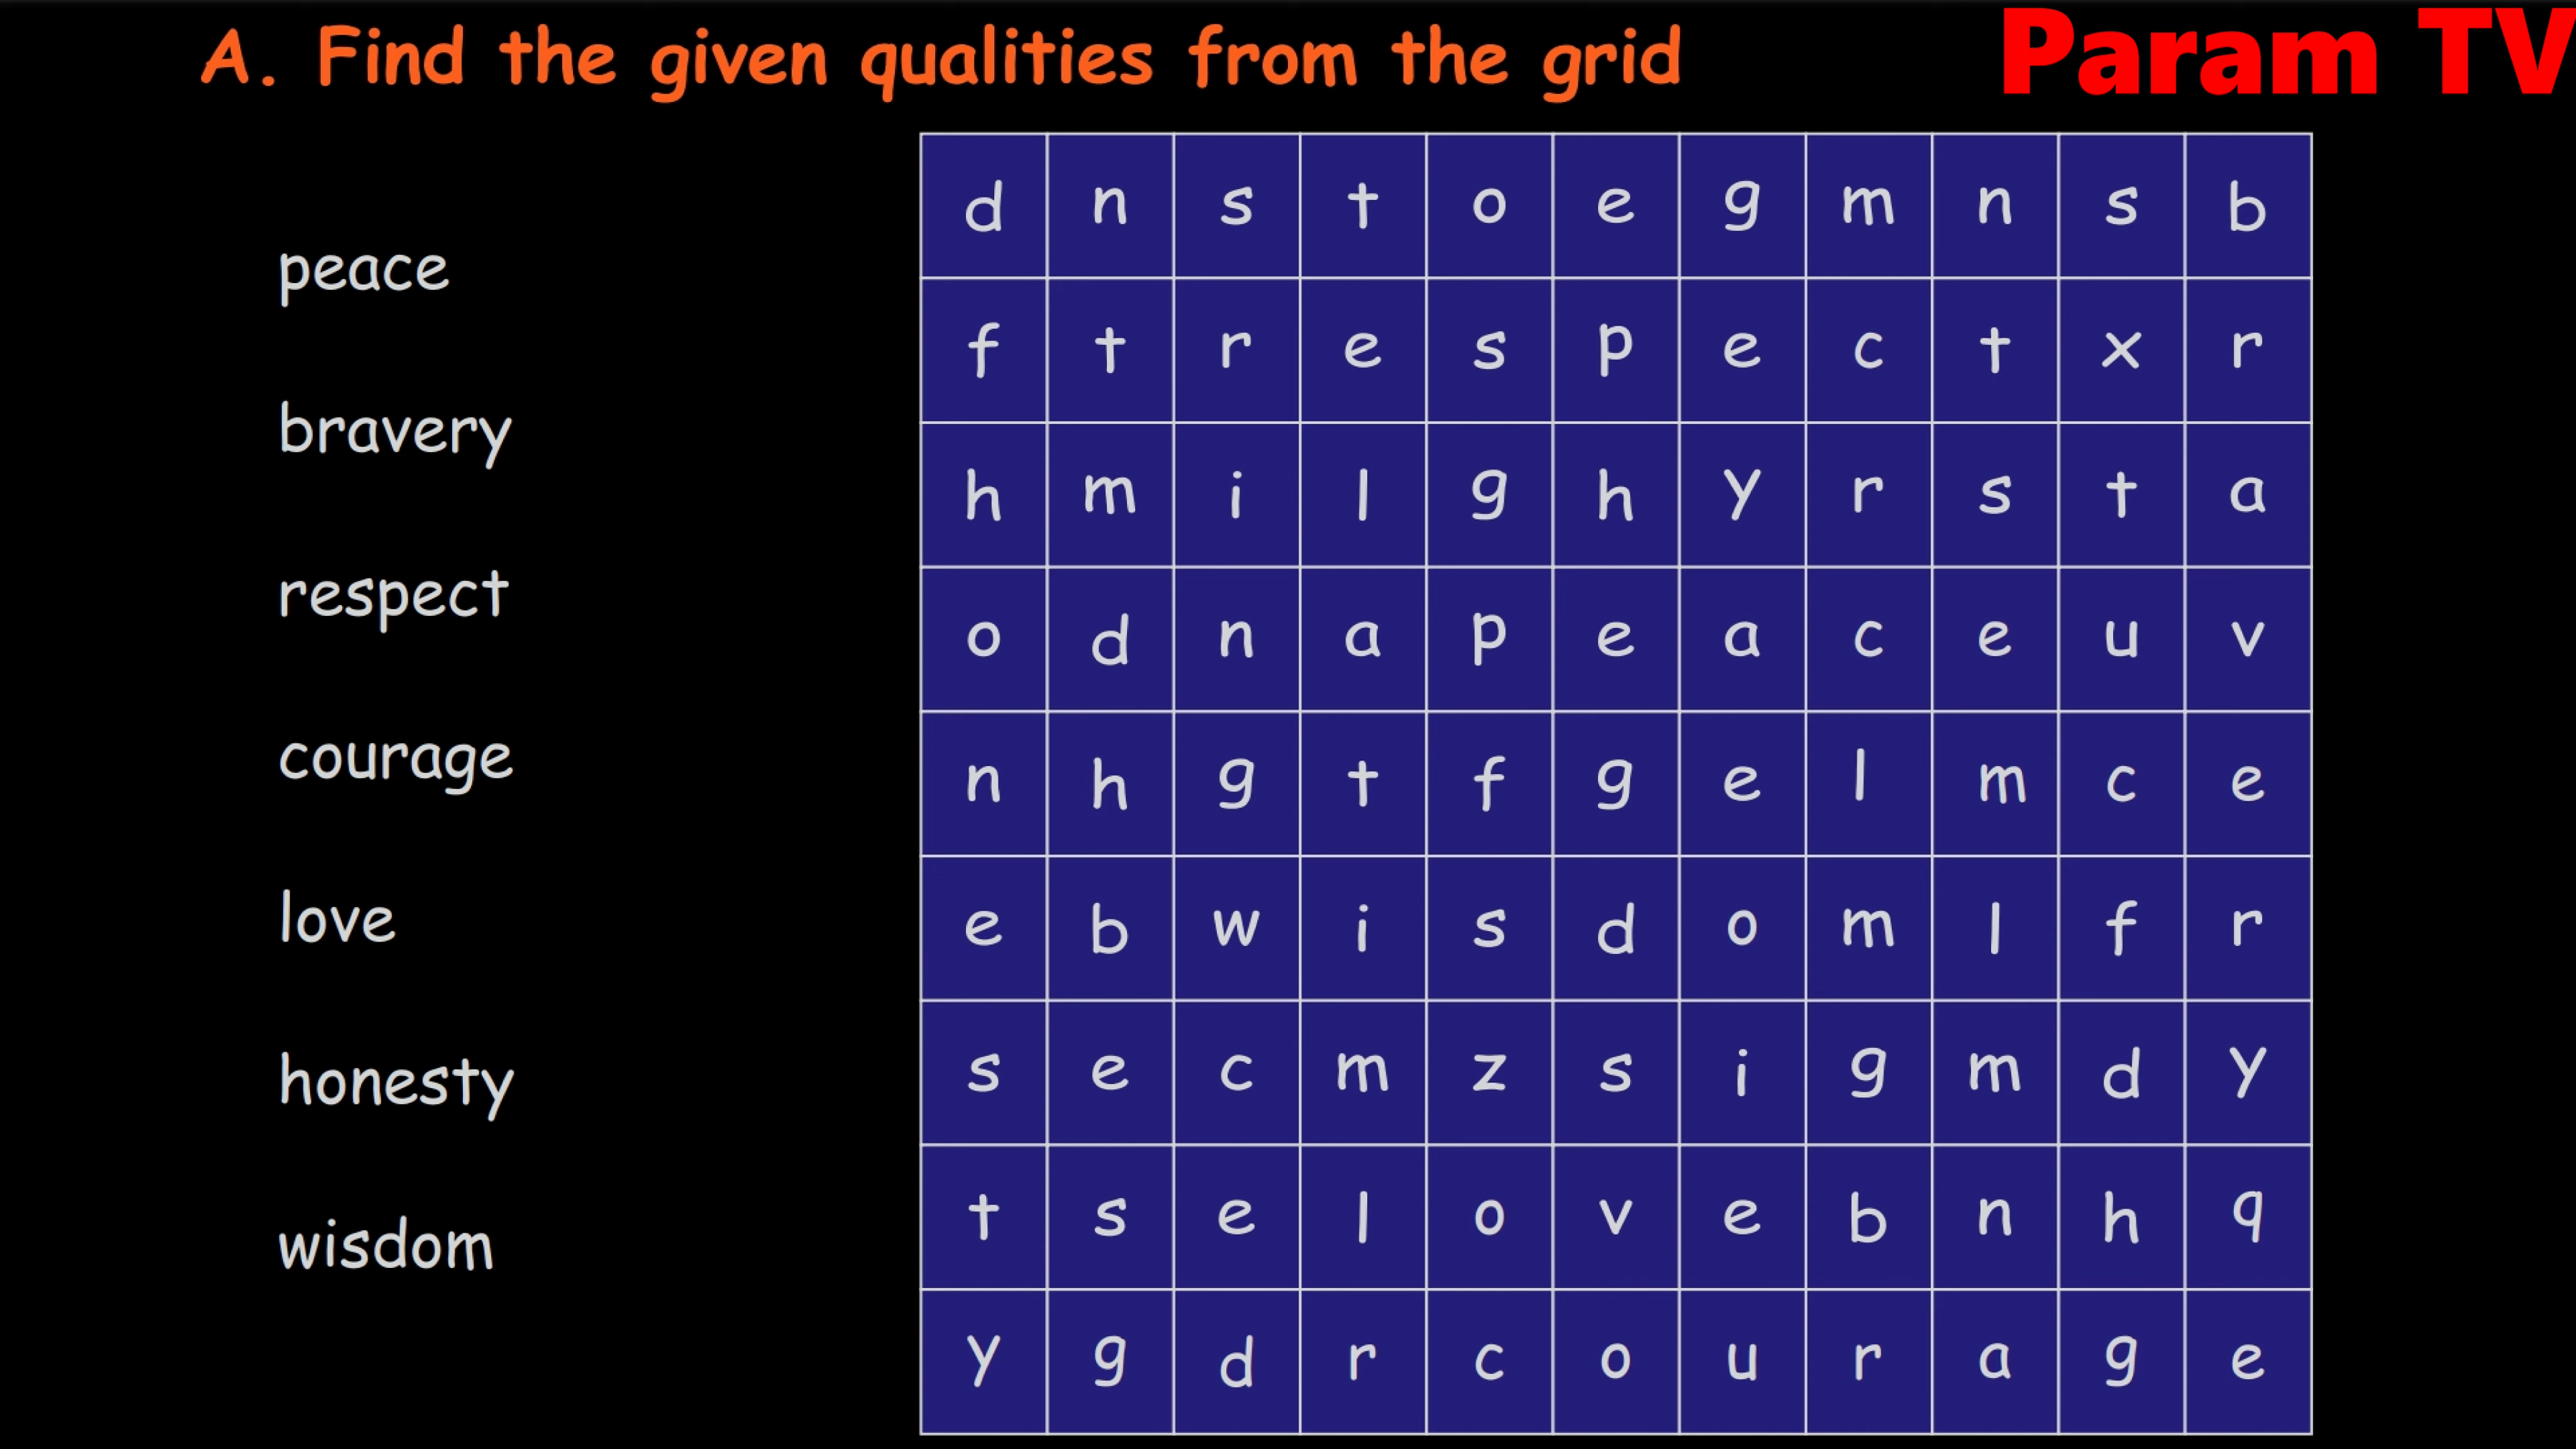 A. Find the given qualities from the grid
Param TV
peace
bravery
respect
courage
love
honesty
wisdom
d n s t o e g m n s b
f t r e s p e c t x r
h m i l g h y r s t a
o d n a p e a c e u v
n h g t f g e l m c e
e b w i s d o m l f r
s e c m z s i g m d y
t s e l o v e b n h q
y g d r c o u r a g e